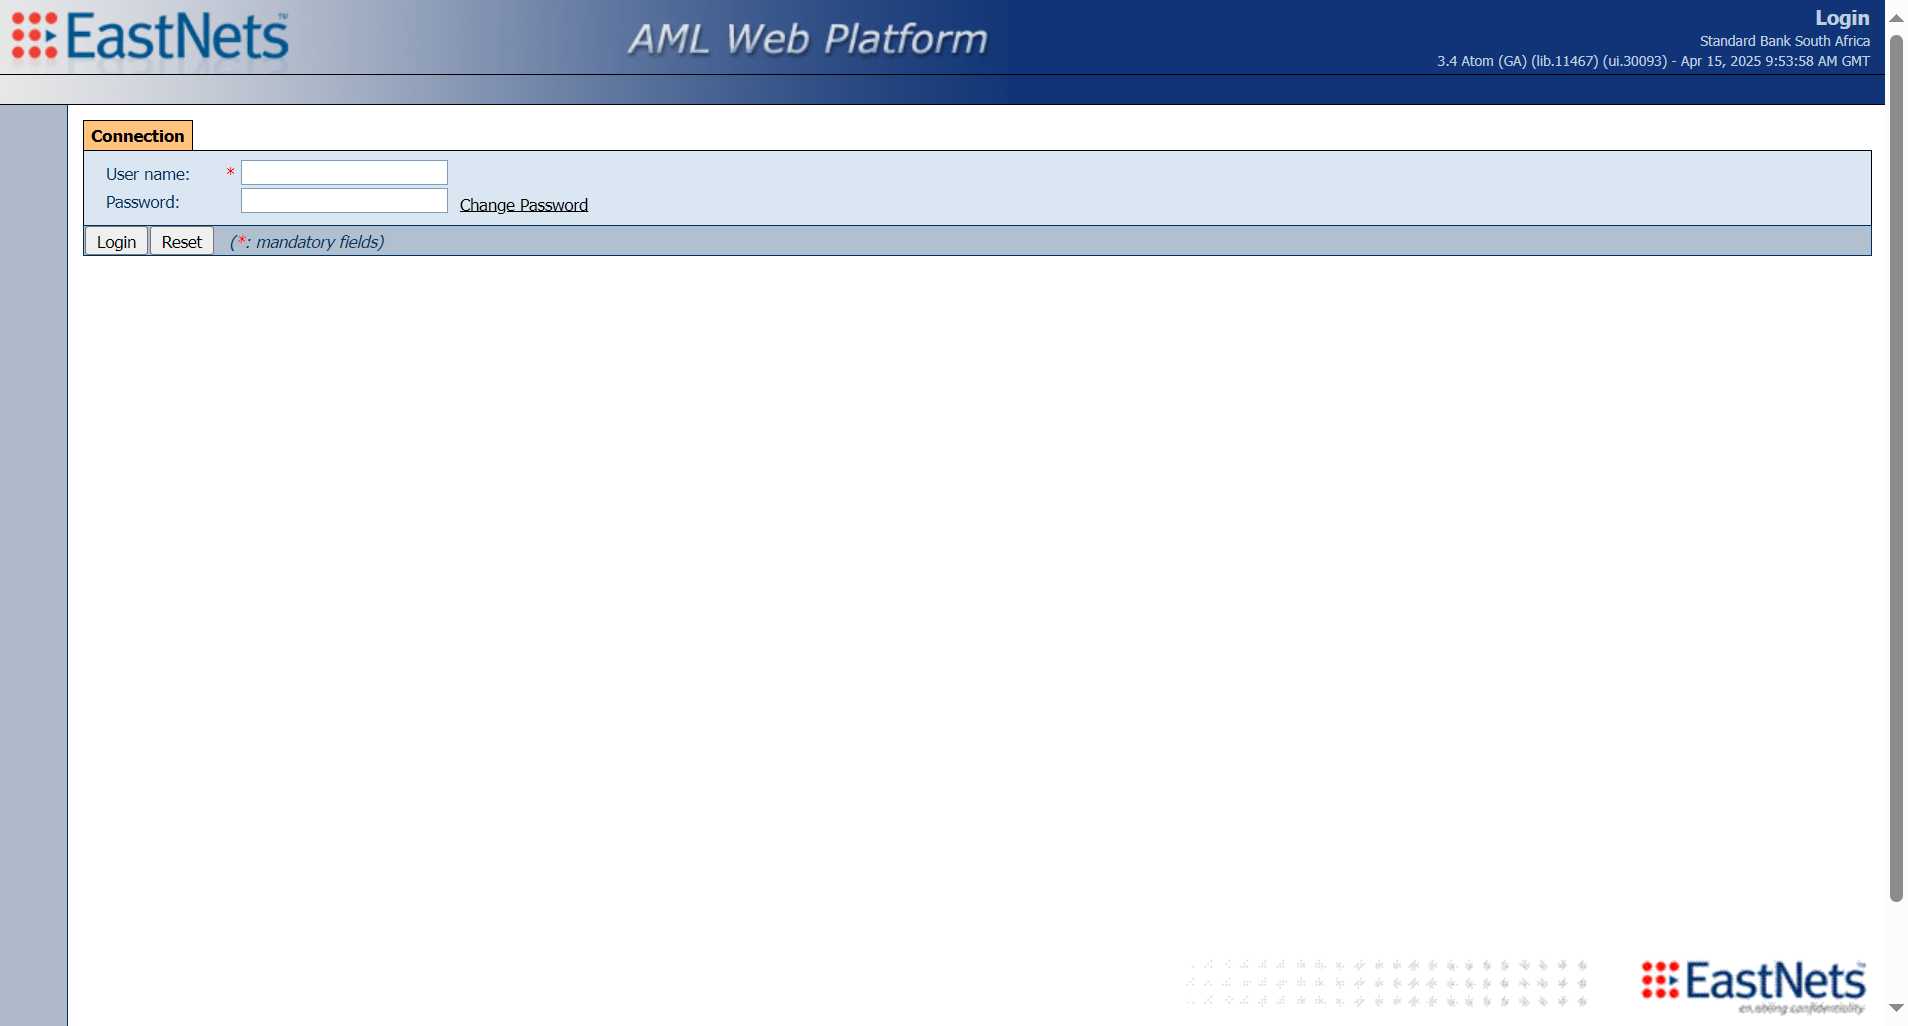 EastNets™
AML Web Platform
Login
Standard Bank South Africa
3.4 Atom (GA) (lib.11467) (ui.30093) - Apr 15, 2025 9:53:58 AM GMT
Connection
User name: *
Password: Change Password
Login Reset (*: mandatory fields)
EastNets™
enabling confidentiality